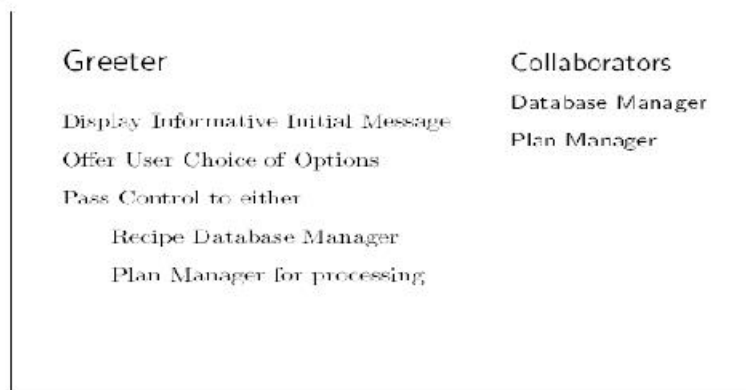 Greeter
Display Informative Initial Message
Offer User Choice of Options
Pass Control to either
Recipe Database Manager
Plan Manager for processing
Collaborators
Database Manager
Plan Manager